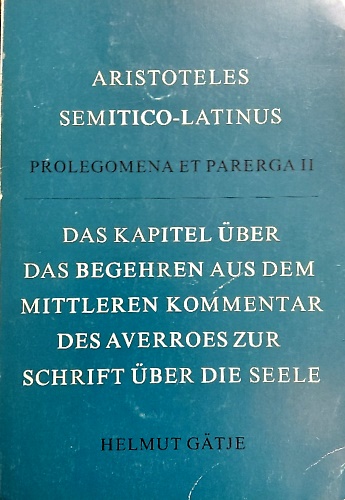 ARISTOTELES
SEMITICO-LATINUS
PROLEGOMENA ET PARERGA II
DAS KAPITEL ÜBER
DAS BEGEHREN AUS DEM
MITTLEREN KOMMENTAR
DES AVERROES ZUR
SCHRIFT ÜBER DIE SEELE
HELMUT GÄTJE